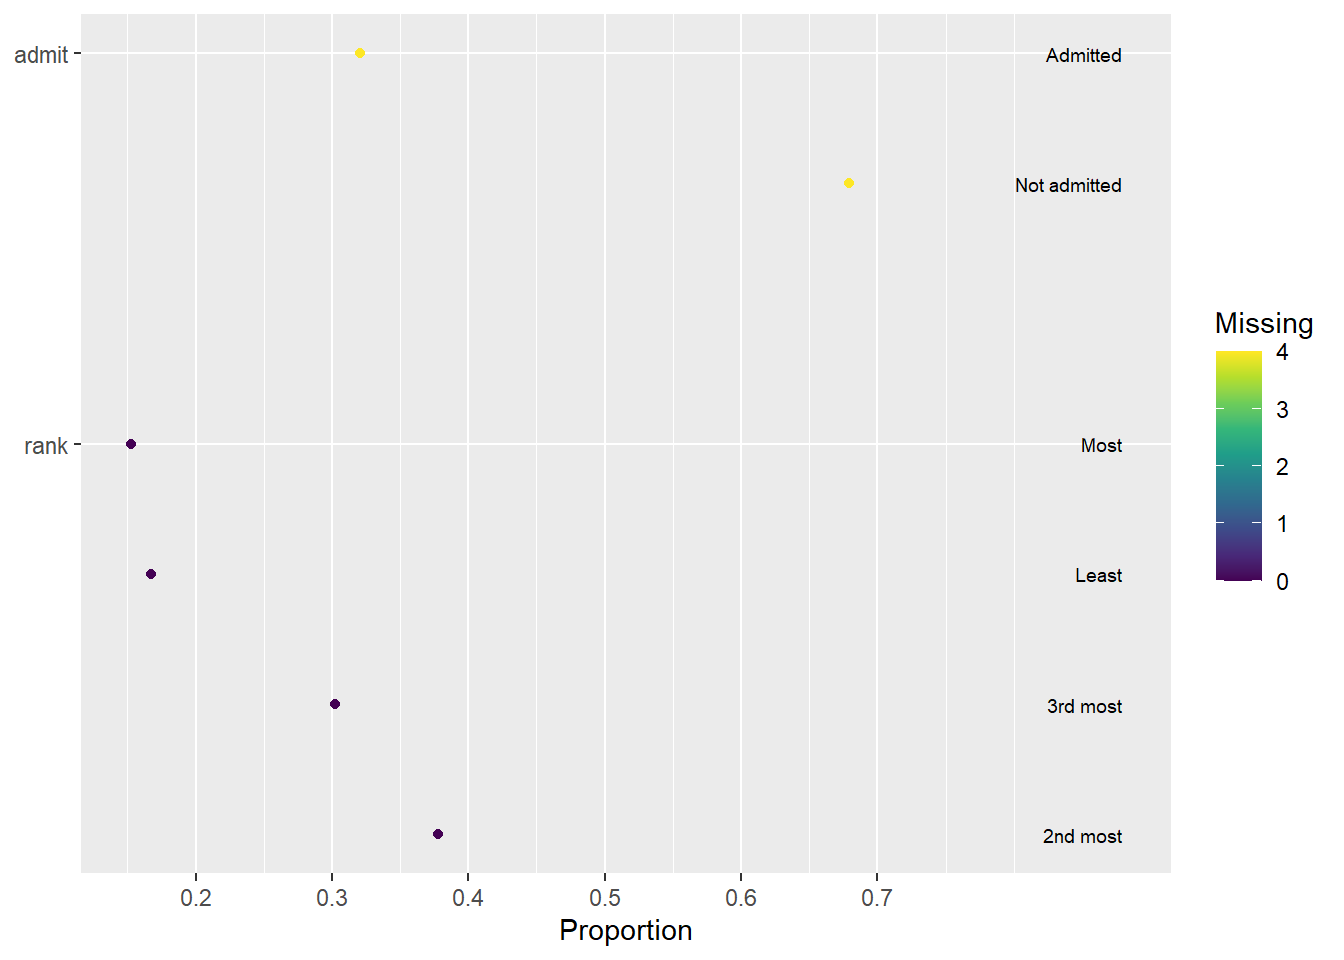 admit
Admitted
Not admitted
rank
Most
Least
3rd most
2nd most
0.2 0.3 0.4 0.5 0.6 0.7
Proportion
Missing
4
3
2
1
0